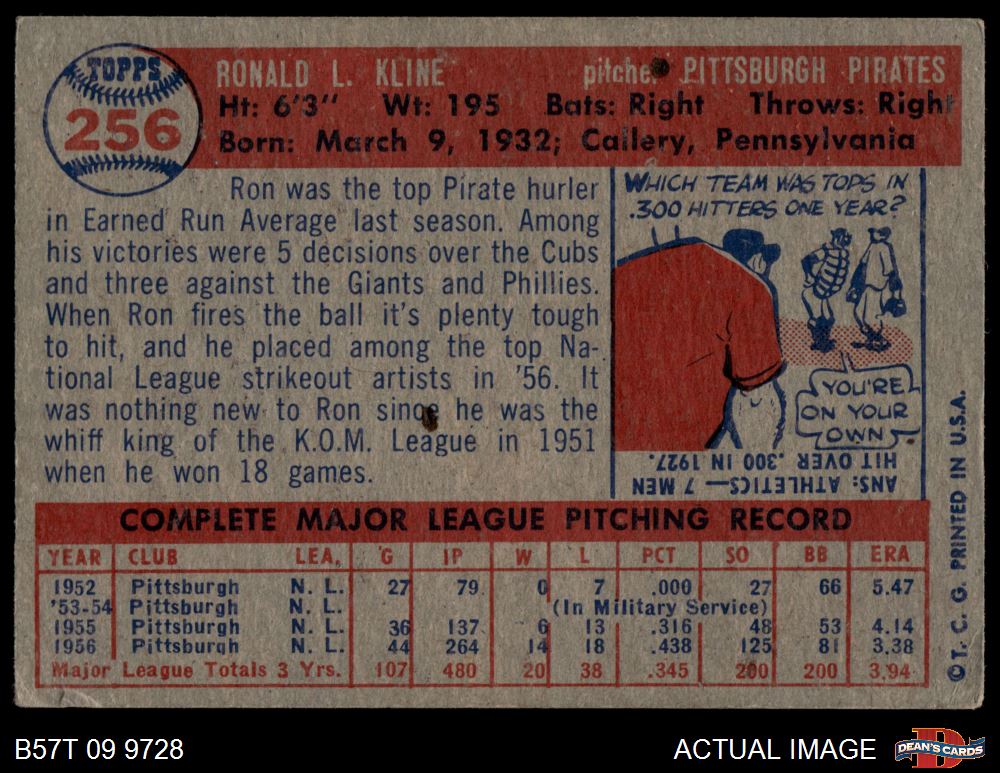 TOPPS
256
RONALD L. KLINE pitcher PITTSBURGH PIRATES
Ht: 6'3" Wt: 195 Bats: Right Throws: Right
Born: March 9, 1932; Callery, Pennsylvania
Ron was the top Pirate hurler
in Earned Run Average last season. Among
his victories were 5 decisions over the Cubs
and three against the Giants and Phillies.
When Ron fires the ball it's plenty tough
to hit, and he placed among the top Na-
tional League strikeout artists in '56. It
was nothing new to Ron since he was the
whiff king of the K.O.M. League in 1951
when he won 18 games.
WHICH TEAM WAS TOPS IN
.300 HITTERS ONE YEAR?
YOU'RE
ON YOUR
OWN
ANS: ATHLETICS—7 MEN
HIT OVER .300 IN 1927.
COMPLETE MAJOR LEAGUE PITCHING RECORD
YEAR CLUB LEA. G IP W L PCT SO BB ERA
1952 Pittsburgh N. L. 27 79 0 7 .000 27 66 5.47
'53-54 Pittsburgh N. L. (In Military Service)
1955 Pittsburgh N. L. 36 137 6 13 .316 48 53 4.14
1956 Pittsburgh N. L. 44 264 14 18 .438 125 81 3.38
Major League Totals 3 Yrs. 107 480 20 38 .345 200 200 3.94
©T. C. G. PRINTED IN U.S.A.
B57T 09 9728
ACTUAL IMAGE
DEAN'S CARDS